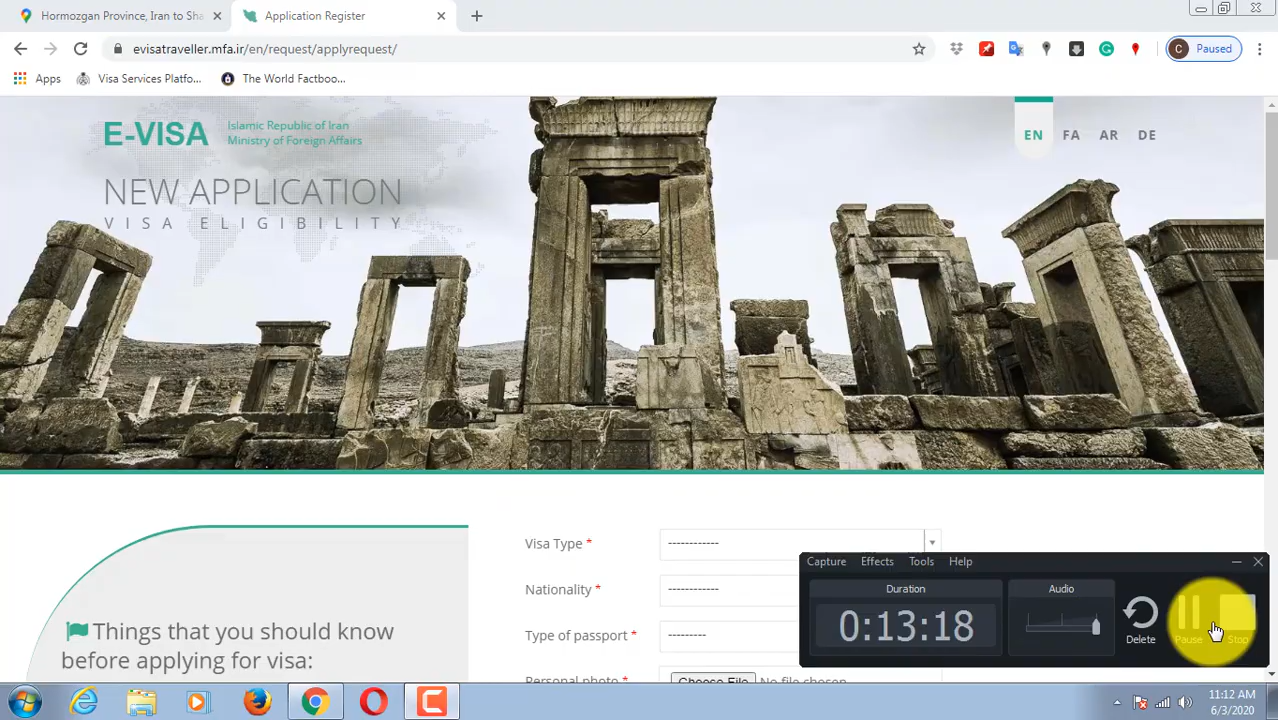 Hormozgan Province, Iran to Sha
Application Register
evisatraveller.mfa.ir/en/request/applyrequest/
C
Paused
Apps
Visa Services Platfo...
The World Factboo...
E-VISA
Islamic Republic of Iran
Ministry of Foreign Affairs
EN
FA
AR
DE
NEW APPLICATION
VISA ELIGIBILITY
Visa Type *
------------
Nationality *
------------
Type of passport *
---------
Personal photo *
Choose File
No file chosen
Things that you should know
before applying for visa:
Capture
Effects
Tools
Help
Duration
Audio
0:13:18
Delete
Pause
Stop
11:12 AM
6/3/2020